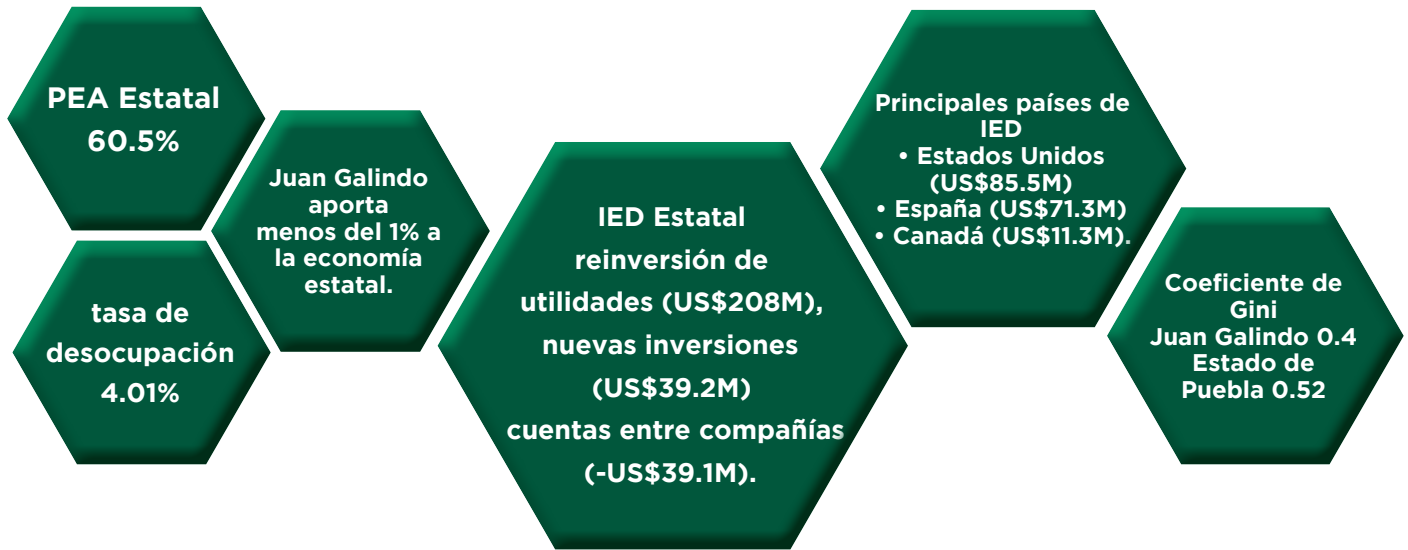 PEA Estatal
60.5%
tasa de
desocupación
4.01%
Juan Galindo
aporta
menos del 1% a
la economía
estatal.
IED Estatal
reinversión de
utilidades (US$208M),
nuevas inversiones
(US$39.2M)
cuentas entre compañías
(-US$39.1M).
Principales países de
IED
• Estados Unidos
(US$85.5M)
• España (US$71.3M)
• Canadá (US$11.3M).
Coeficiente de
Gini
Juan Galindo 0.4
Estado de
Puebla 0.52